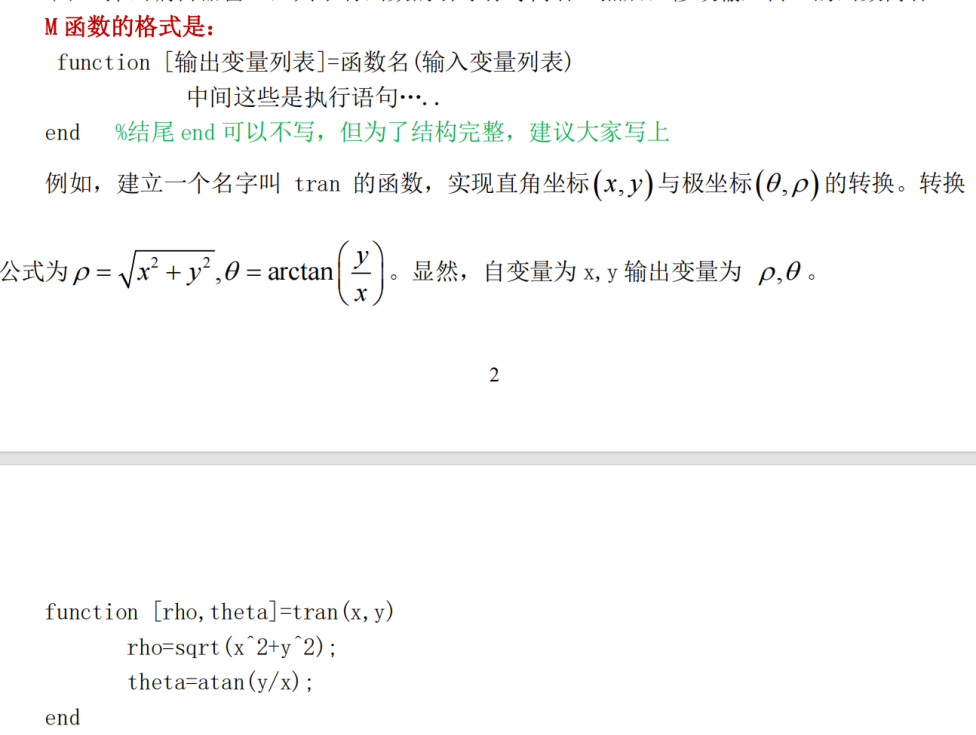 M 函数的格式是：
function [输出变量列表]=函数名(输入变量列表)
中间这些是执行语句…..
end %结尾 end 可以不写，但为了结构完整，建议大家写上
例如，建立一个名字叫 tran 的函数，实现直角坐标(x,y)与极坐标(θ,ρ)的转换。转换
公式为 ρ = √(x² + y²), θ = arctan(y/x)。显然，自变量为 x,y 输出变量为 ρ,θ。
2
function [rho,theta]=tran(x,y)
rho=sqrt(x^2+y^2);
theta=atan(y/x);
end